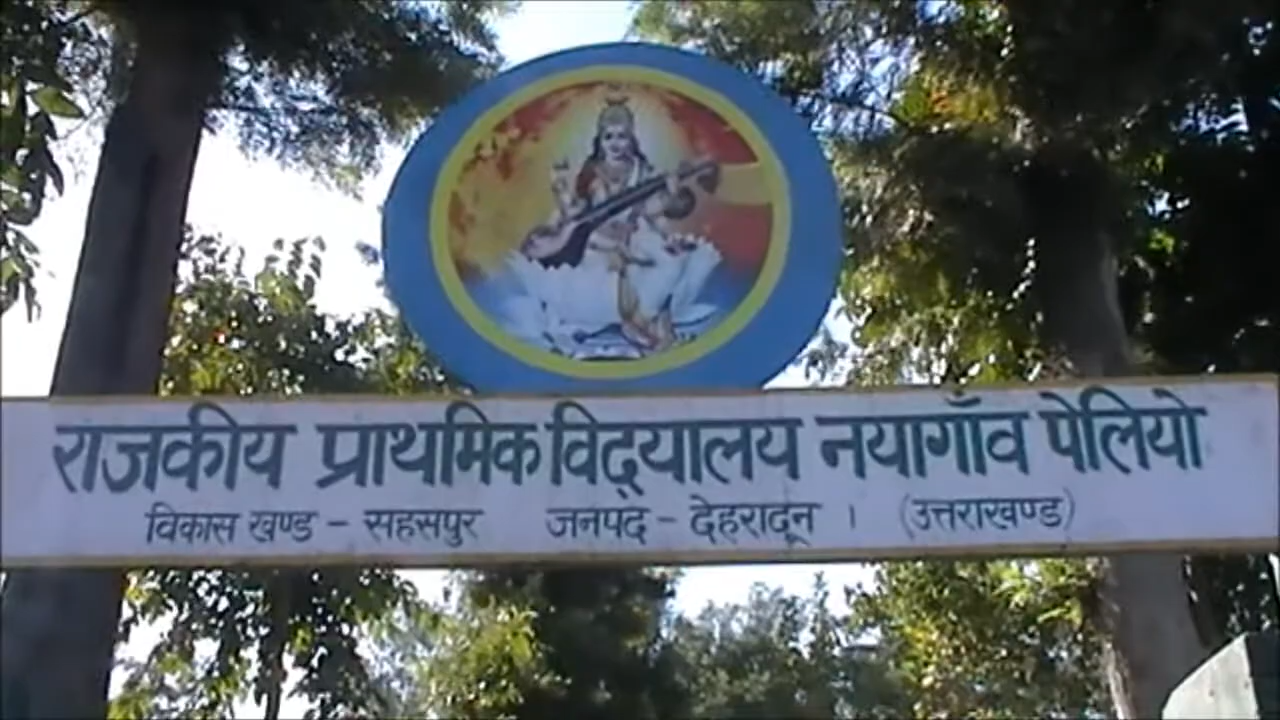 राजकीय प्राथमिक विद्यालय नयागाँव पेलियो
विकास खण्ड - सहसपुर जनपद - देहरादून । (उत्तराखण्ड)